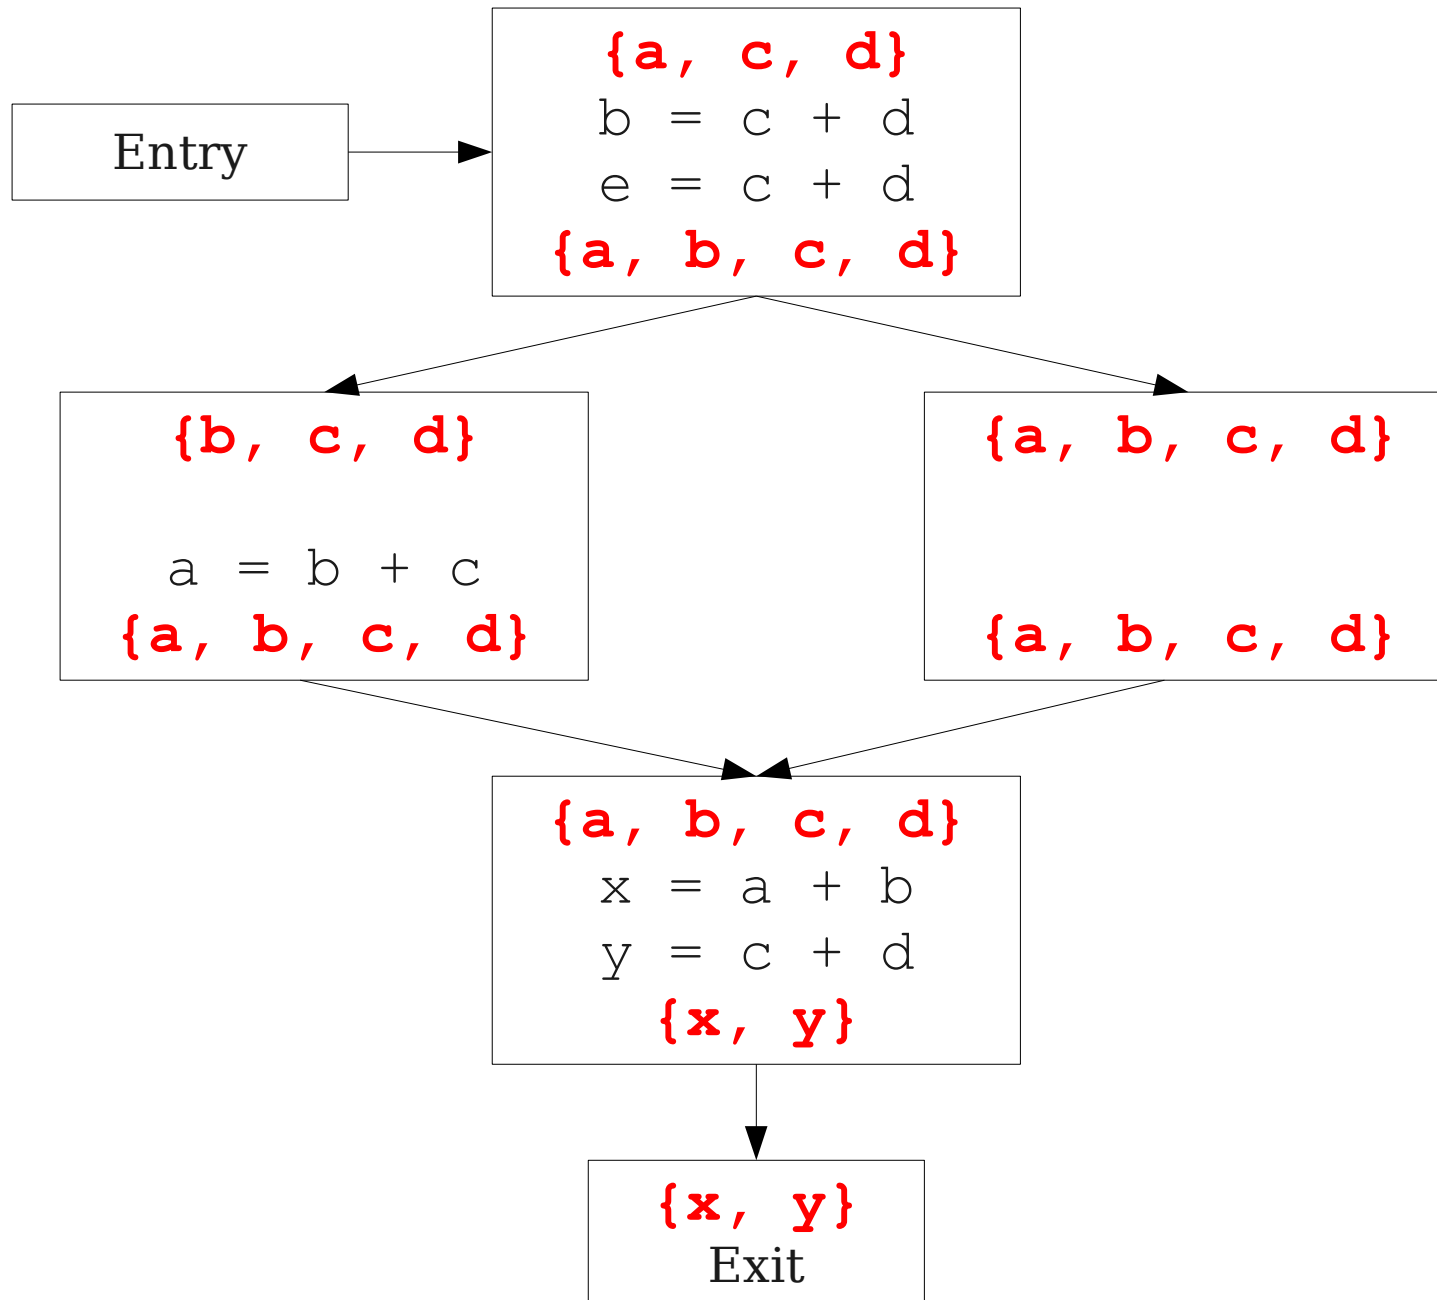 Entry
{a, c, d}
b = c + d
e = c + d
{a, b, c, d}
{b, c, d}
a = b + c
{a, b, c, d}
{a, b, c, d}
{a, b, c, d}
{a, b, c, d}
x = a + b
y = c + d
{x, y}
{x, y}
Exit